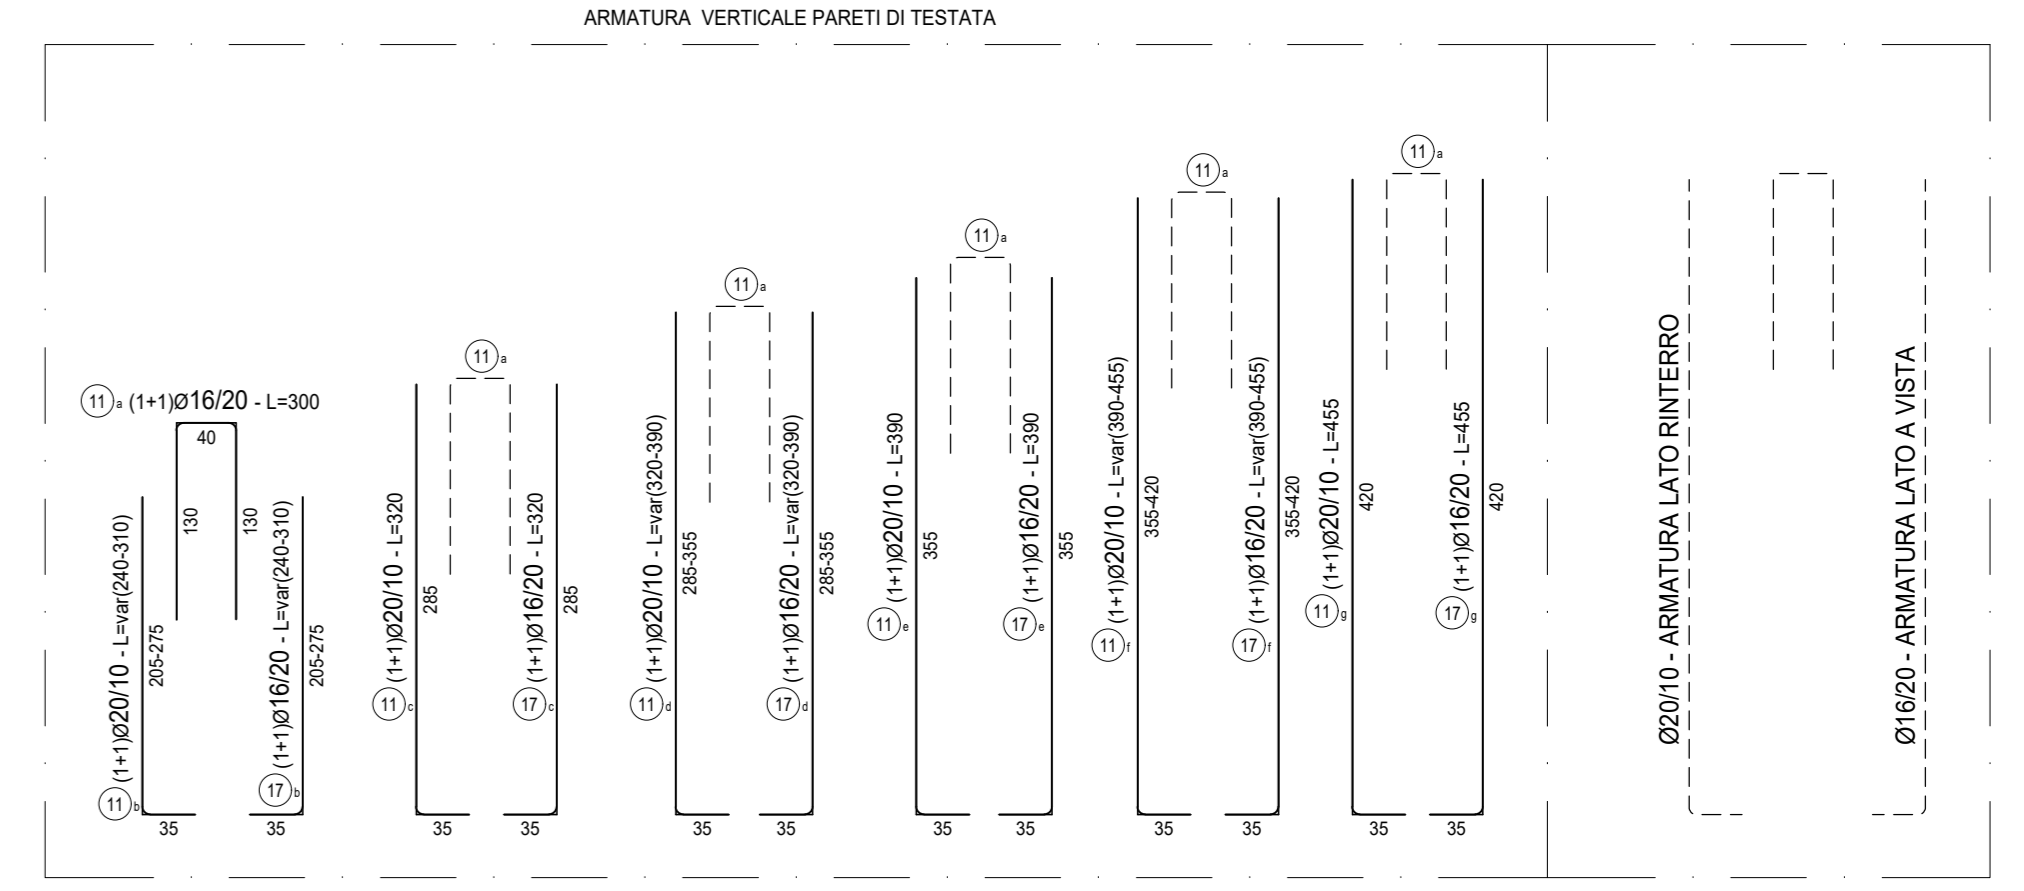 ARMATURA VERTICALE PARETI DI TESTATA
11 a (1+1)Ø16/20 - L=300
40
130
130
11 b (1+1)Ø20/10 - L=var(240-310)
205-275
35
17 b (1+1)Ø16/20 - L=var(240-310)
205-275
35
11 a
11 c (1+1)Ø20/10 - L=320
285
35
17 c (1+1)Ø16/20 - L=320
285
35
11 a
11 d (1+1)Ø20/10 - L=var(320-390)
285-355
35
17 d (1+1)Ø16/20 - L=var(320-390)
285-355
35
11 a
11 e (1+1)Ø20/10 - L=390
355
35
17 e (1+1)Ø16/20 - L=390
355
35
11 a
11 f (1+1)Ø20/10 - L=var(390-455)
355-420
35
17 f (1+1)Ø16/20 - L=var(390-455)
355-420
35
11 a
11 g (1+1)Ø20/10 - L=455
420
35
17 g (1+1)Ø16/20 - L=455
420
35
Ø20/10 - ARMATURA LATO RINTERRO
Ø16/20 - ARMATURA LATO A VISTA